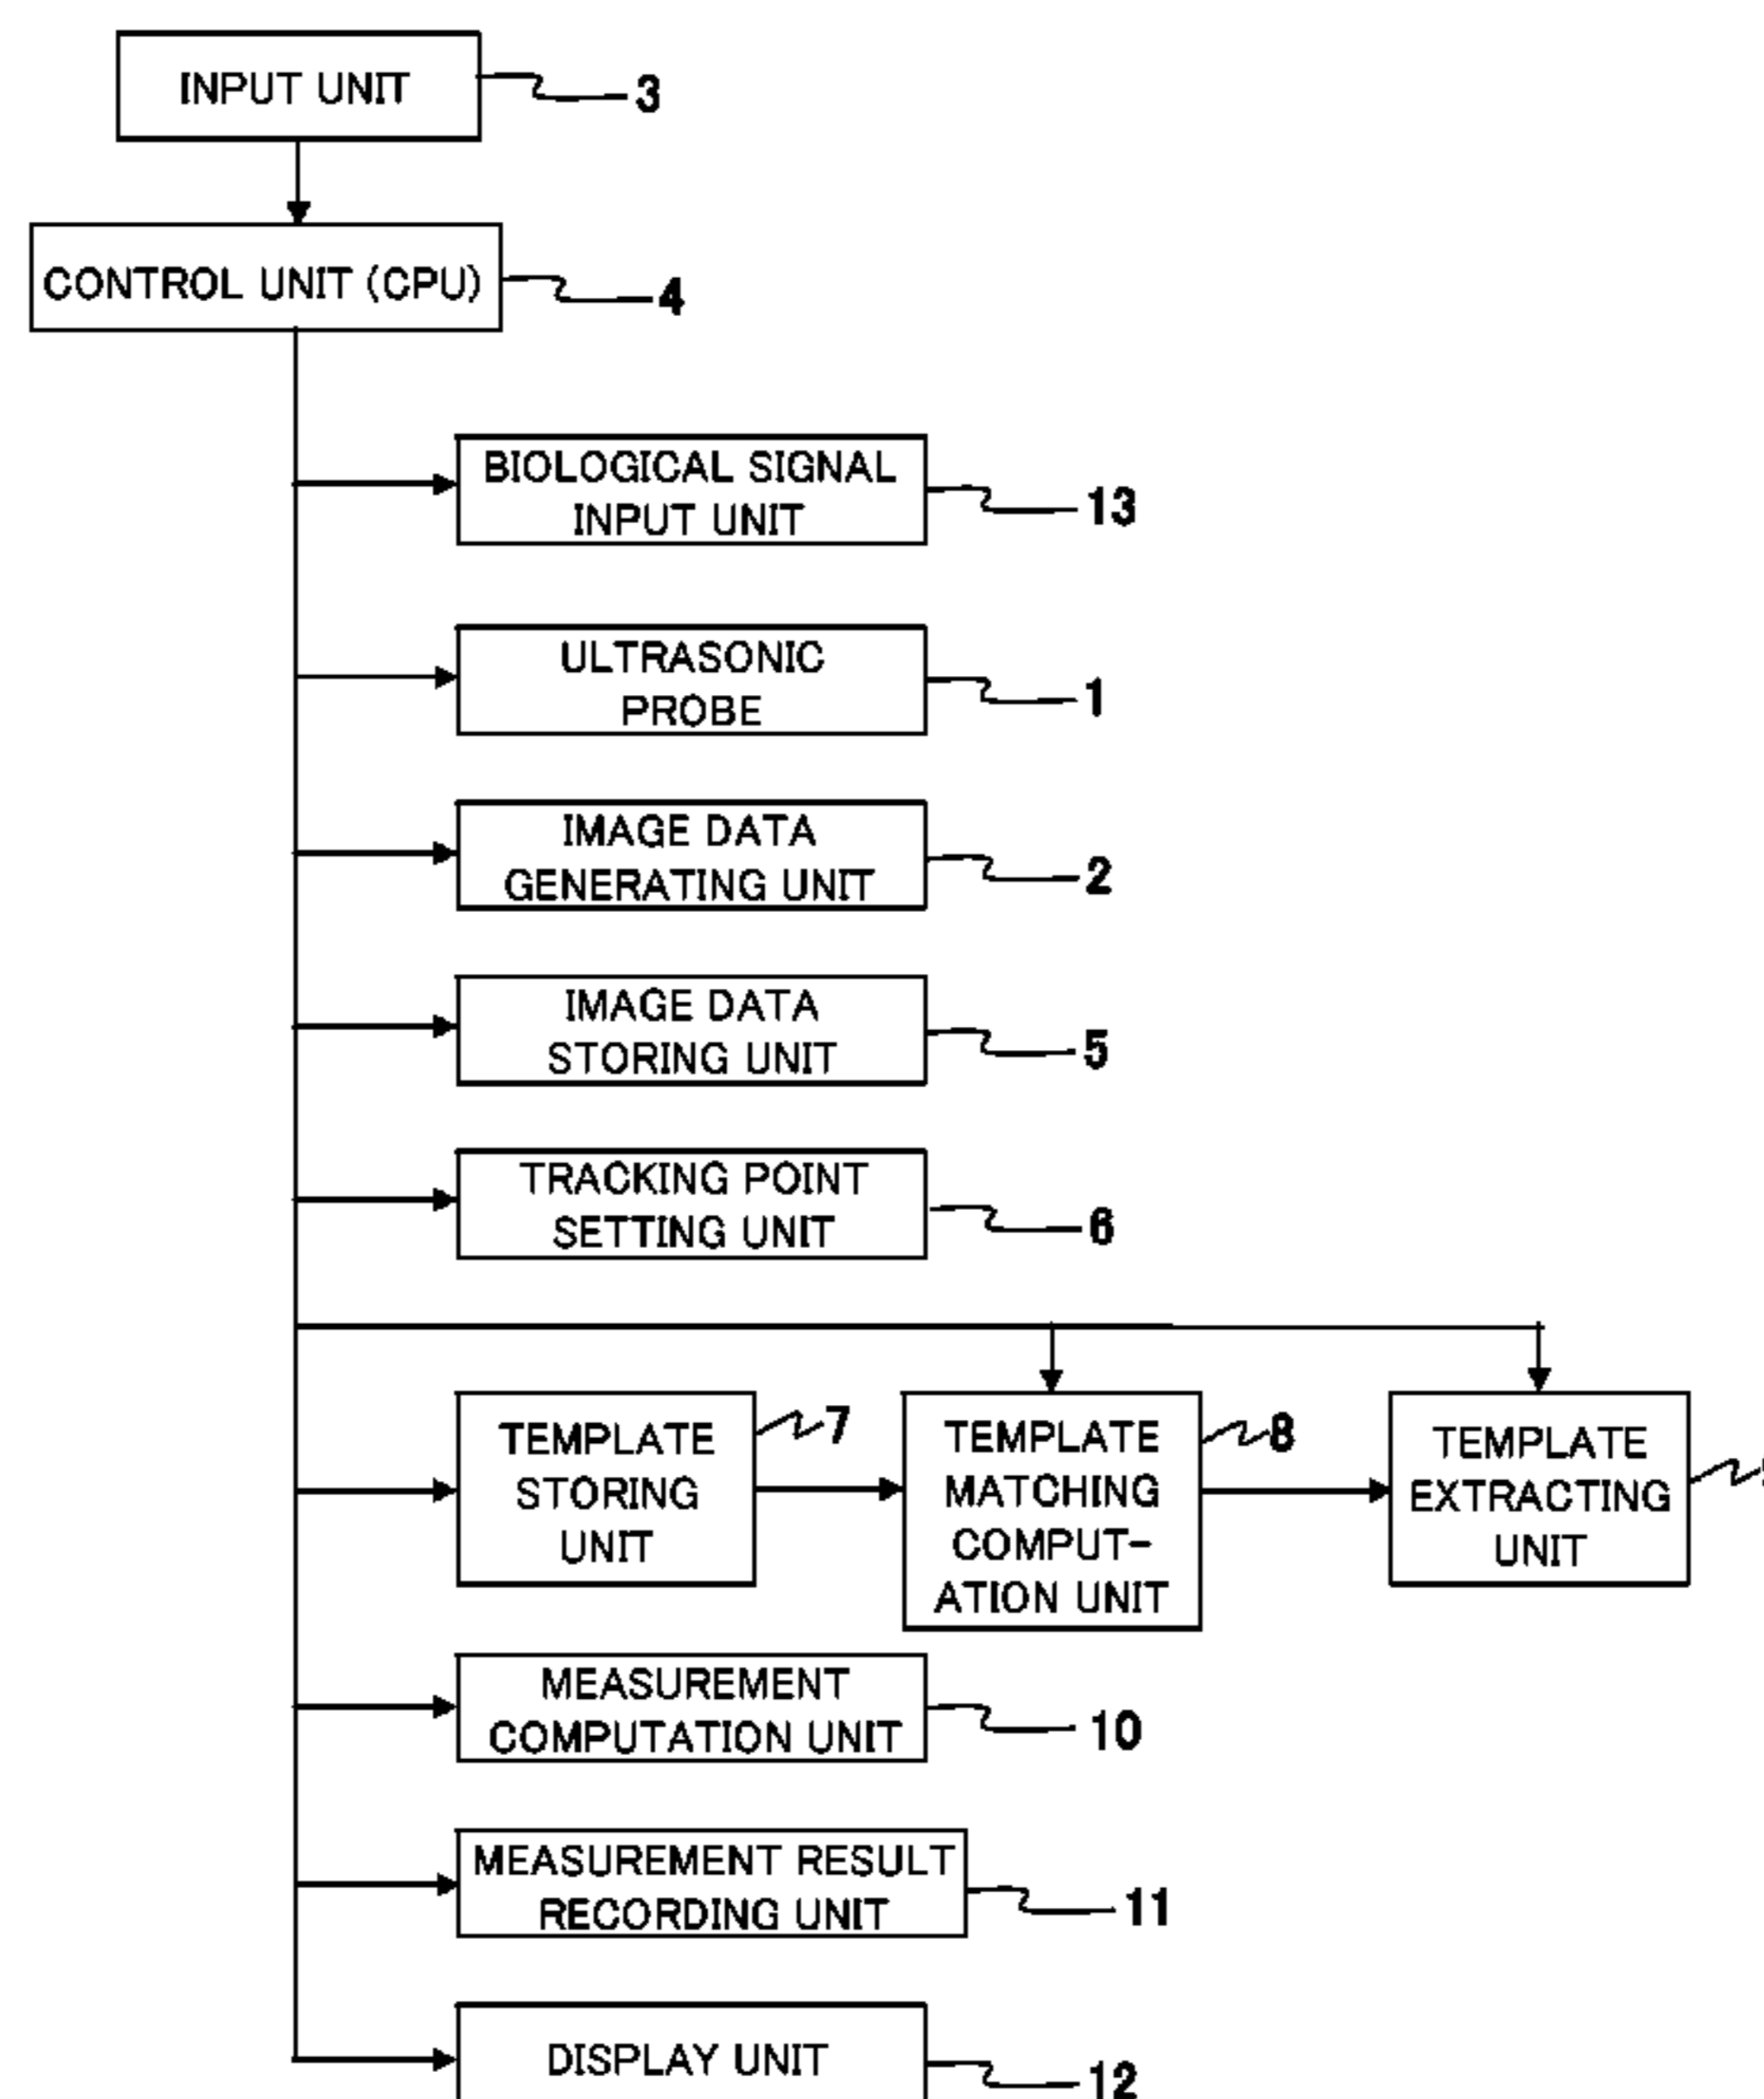 INPUT UNIT
3
CONTROL UNIT (CPU)
4
BIOLOGICAL SIGNAL
INPUT UNIT
13
ULTRASONIC
PROBE
1
IMAGE DATA
GENERATING UNIT
2
IMAGE DATA
STORING UNIT
5
TRACKING POINT
SETTING UNIT
6
TEMPLATE
STORING
UNIT
7
TEMPLATE
MATCHING
COMPUT-
ATION UNIT
8
TEMPLATE
EXTRACTING
UNIT
MEASUREMENT
COMPUTATION UNIT
10
MEASUREMENT RESULT
RECORDING UNIT
11
DISPLAY UNIT
12